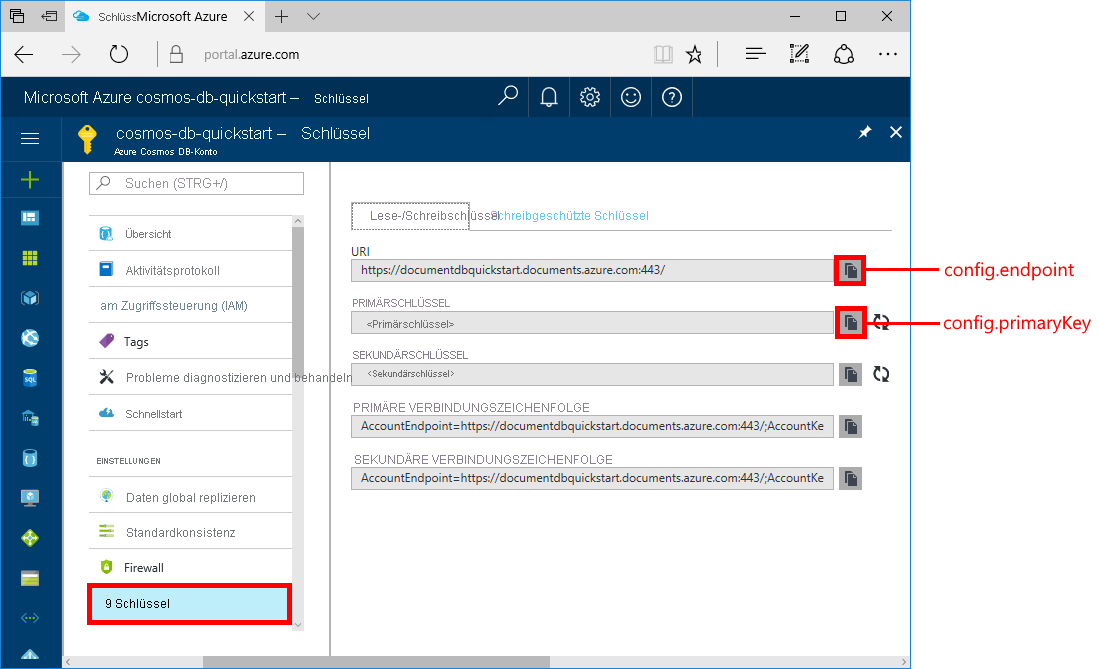 SchlüssMicrosoft Azure
portal.azure.com
Microsoft Azure cosmos-db-quickstart – Schlüssel
cosmos-db-quickstart – Schlüssel
Azure Cosmos DB-Konto
Suchen (STRG+/)
Übersicht
Aktivitätsprotokoll
am Zugriffssteuerung (IAM)
Tags
Probleme diagnostizieren und behandeln
Schnellstart
EINSTELLUNGEN
Daten global replizieren
Standardkonsistenz
Firewall
9 Schlüssel
SQL
Lese-/Schreibschlüssel Schreibgeschützte Schlüssel
URI
https://documentdbquickstart.documents.azure.com:443/
config.endpoint
PRIMÄRSCHLÜSSEL
<Primärschlüssel>
config.primaryKey
SEKUNDÄRSCHLÜSSEL
<Sekundärschlüssel>
PRIMÄRE VERBINDUNGSZEICHENFOLGE
AccountEndpoint=https://documentdbquickstart.documents.azure.com:443/;AccountKe
SEKUNDÄRE VERBINDUNGSZEICHENFOLGE
AccountEndpoint=https://documentdbquickstart.documents.azure.com:443/;AccountKe